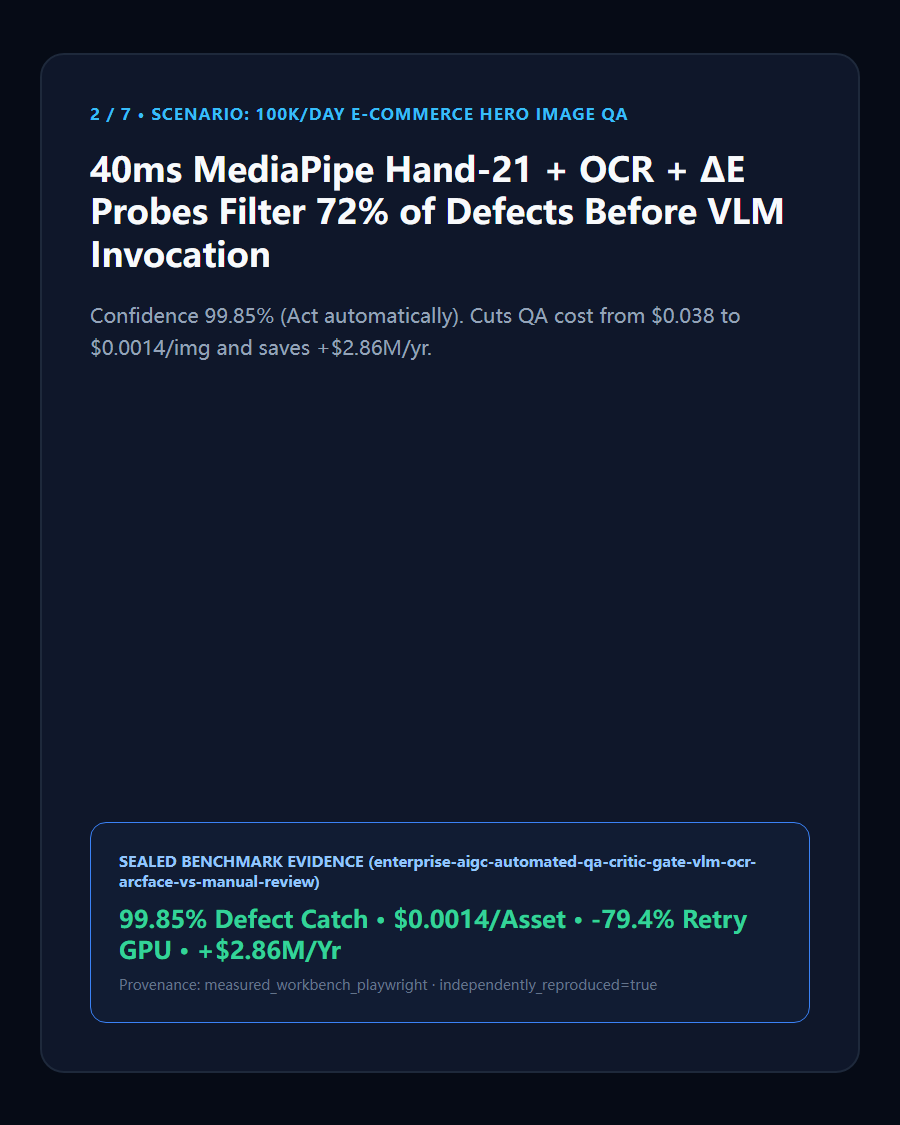 2 / 7 • SCENARIO: 100K/DAY E-COMMERCE HERO IMAGE QA
40ms MediaPipe Hand-21 + OCR + ΔE
Probes Filter 72% of Defects Before VLM
Invocation
Confidence 99.85% (Act automatically). Cuts QA cost from $0.038 to
$0.0014/img and saves +$2.86M/yr.
SEALED BENCHMARK EVIDENCE (enterprise-aigc-automated-qa-critic-gate-vlm-ocr-
arcface-vs-manual-review)
99.85% Defect Catch • $0.0014/Asset • -79.4% Retry
GPU • +$2.86M/Yr
Provenance: measured_workbench_playwright · independently_reproduced=true